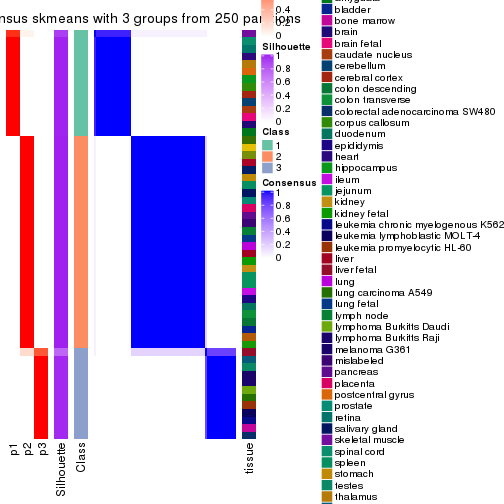 nsus skmeans with 3 groups from 250 par
ons
0.4
0.2
0
Silhouette
1
0.8
0.6
0.4
0.2
0
Class
1
2
3
Consensus
1
0.8
0.6
0.4
0.2
0
p1
p2
p3
Silhouette
Class
tissue
bladder
bone marrow
brain
brain fetal
caudate nucleus
cerebellum
cerebral cortex
colon descending
colon transverse
colorectal adenocarcinoma SW480
corpus callosum
duodenum
epididymis
heart
hippocampus
ileum
jejunum
kidney
kidney fetal
leukemia chronic myelogenous K562
leukemia lymphoblastic MOLT-4
leukemia promyelocytic HL-60
liver
liver fetal
lung
lung carcinoma A549
lung fetal
lymph node
lymphoma Burkitts Daudi
lymphoma Burkitts Raji
melanoma G361
mislabeled
pancreas
placenta
postcentral gyrus
prostate
retina
salivary gland
skeletal muscle
spinal cord
spleen
stomach
testes
thalamus